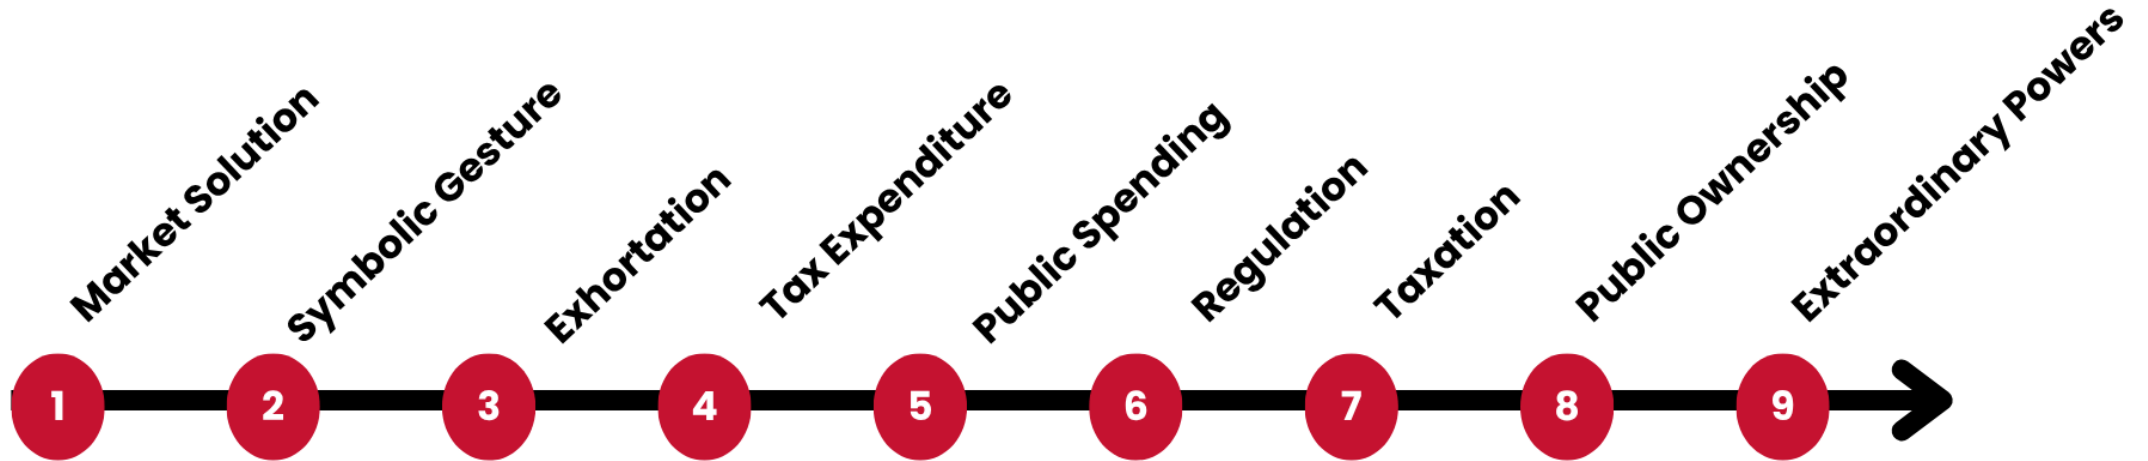 Market Solution
Symbolic Gesture
Exhortation
Tax Expenditure
Public Spending
Regulation
Taxation
Public Ownership
Extraordinary Powers
1 2 3 4 5 6 7 8 9